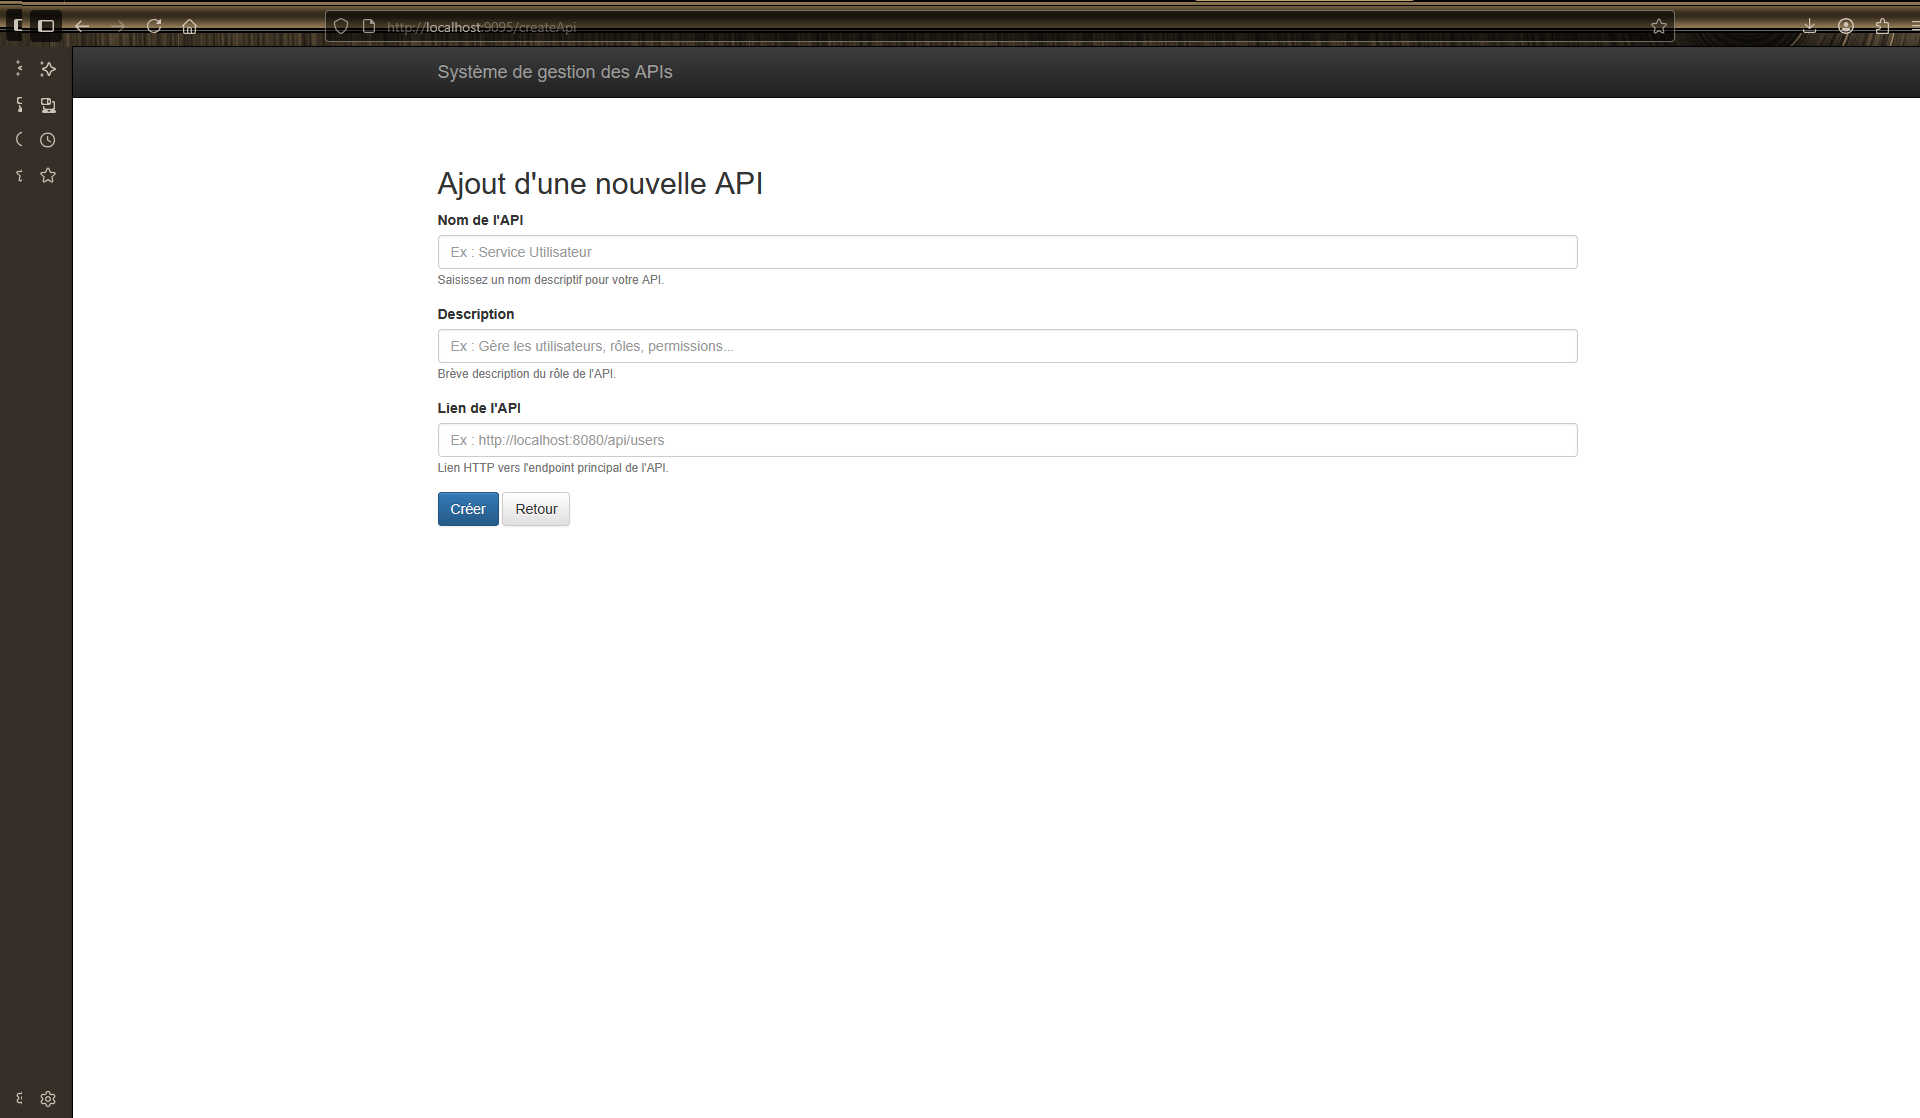 http://localhost:9095/createApi
Système de gestion des APIs
Ajout d'une nouvelle API
Nom de l'API
Ex : Service Utilisateur
Saisissez un nom descriptif pour votre API.
Description
Ex : Gère les utilisateurs, rôles, permissions...
Brève description du rôle de l'API.
Lien de l'API
Ex : http://localhost:8080/api/users
Lien HTTP vers l'endpoint principal de l'API.
Créer Retour